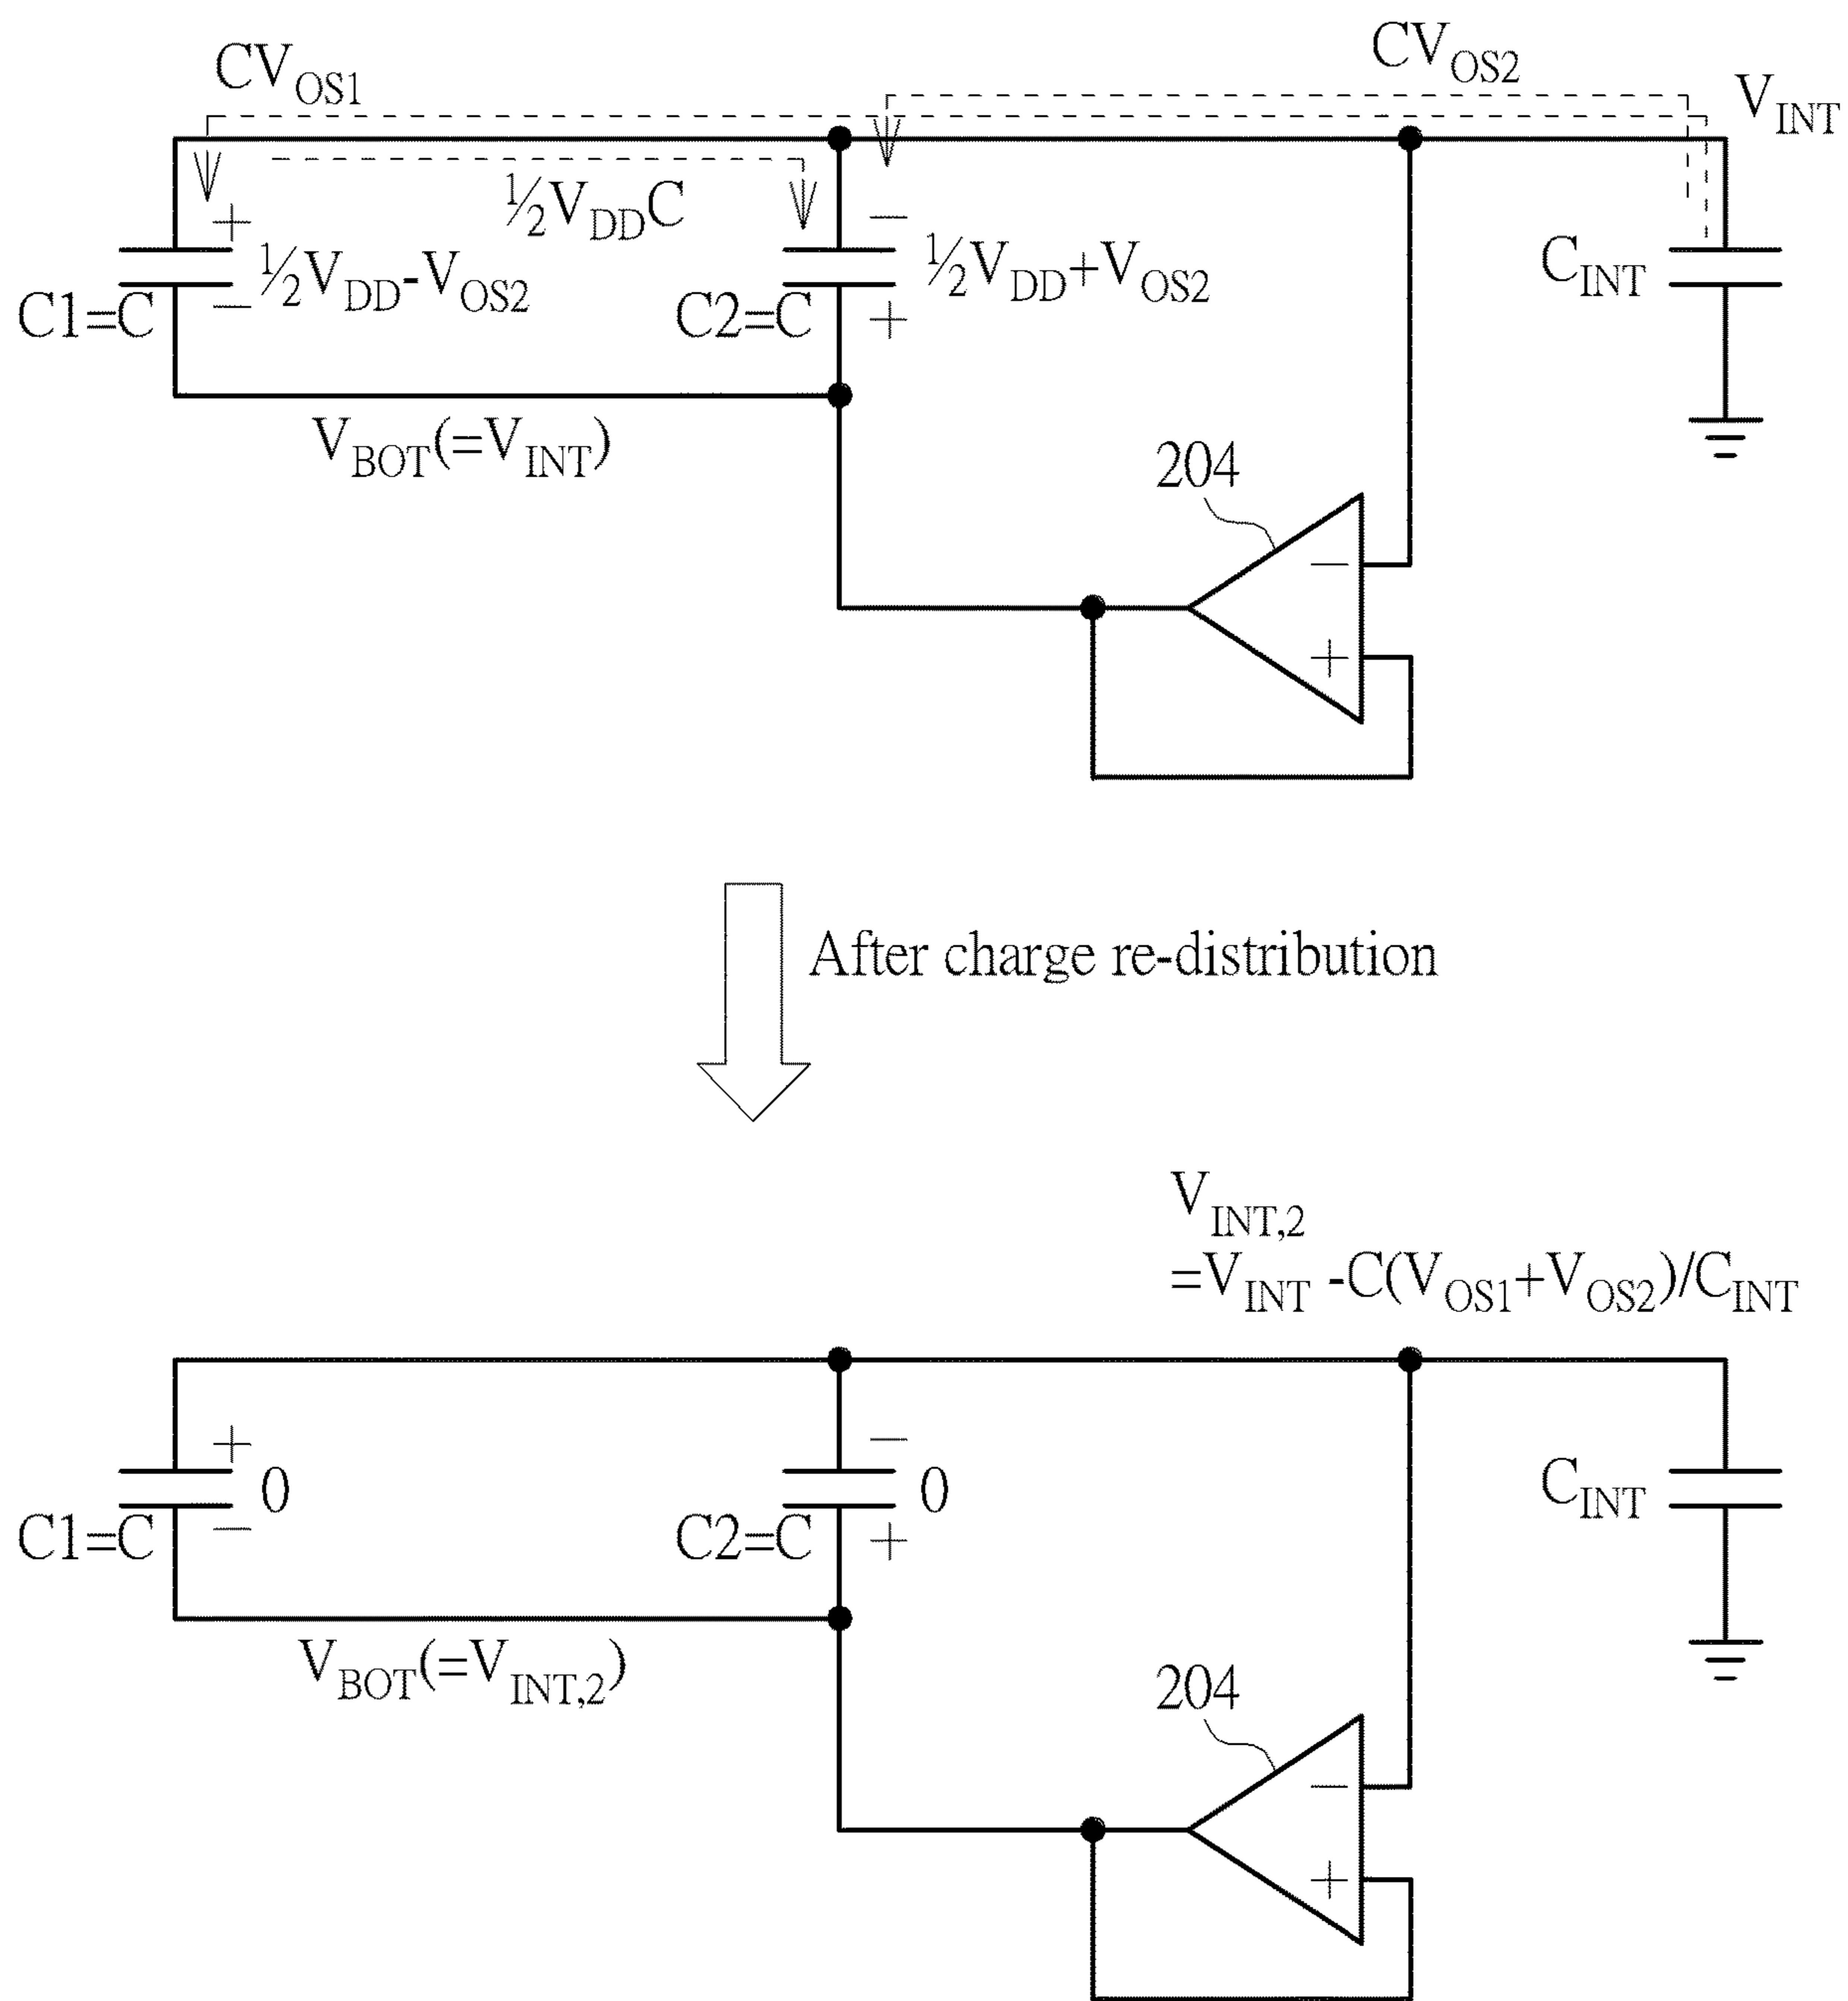 CV_OS1
CV_OS2
V_INT
½V_DDC
+
−
½V_DD-V_OS2
−
½V_DD+V_OS2
+
C1=C
C2=C
C_INT
V_BOT(=V_INT)
204
−
+
After charge re-distribution
V_INT,2
=V_INT -C(V_OS1+V_OS2)/C_INT
+
0
−
−
0
+
C1=C
C2=C
C_INT
V_BOT(=V_INT,2)
204
−
+